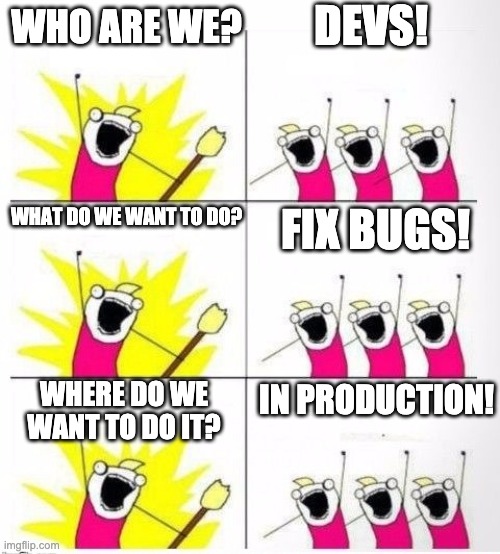 WHO ARE WE?
DEVS!
WHAT DO WE WANT TO DO?
FIX BUGS!
WHERE DO WE
WANT TO DO IT?
IN PRODUCTION!
imgflip.com